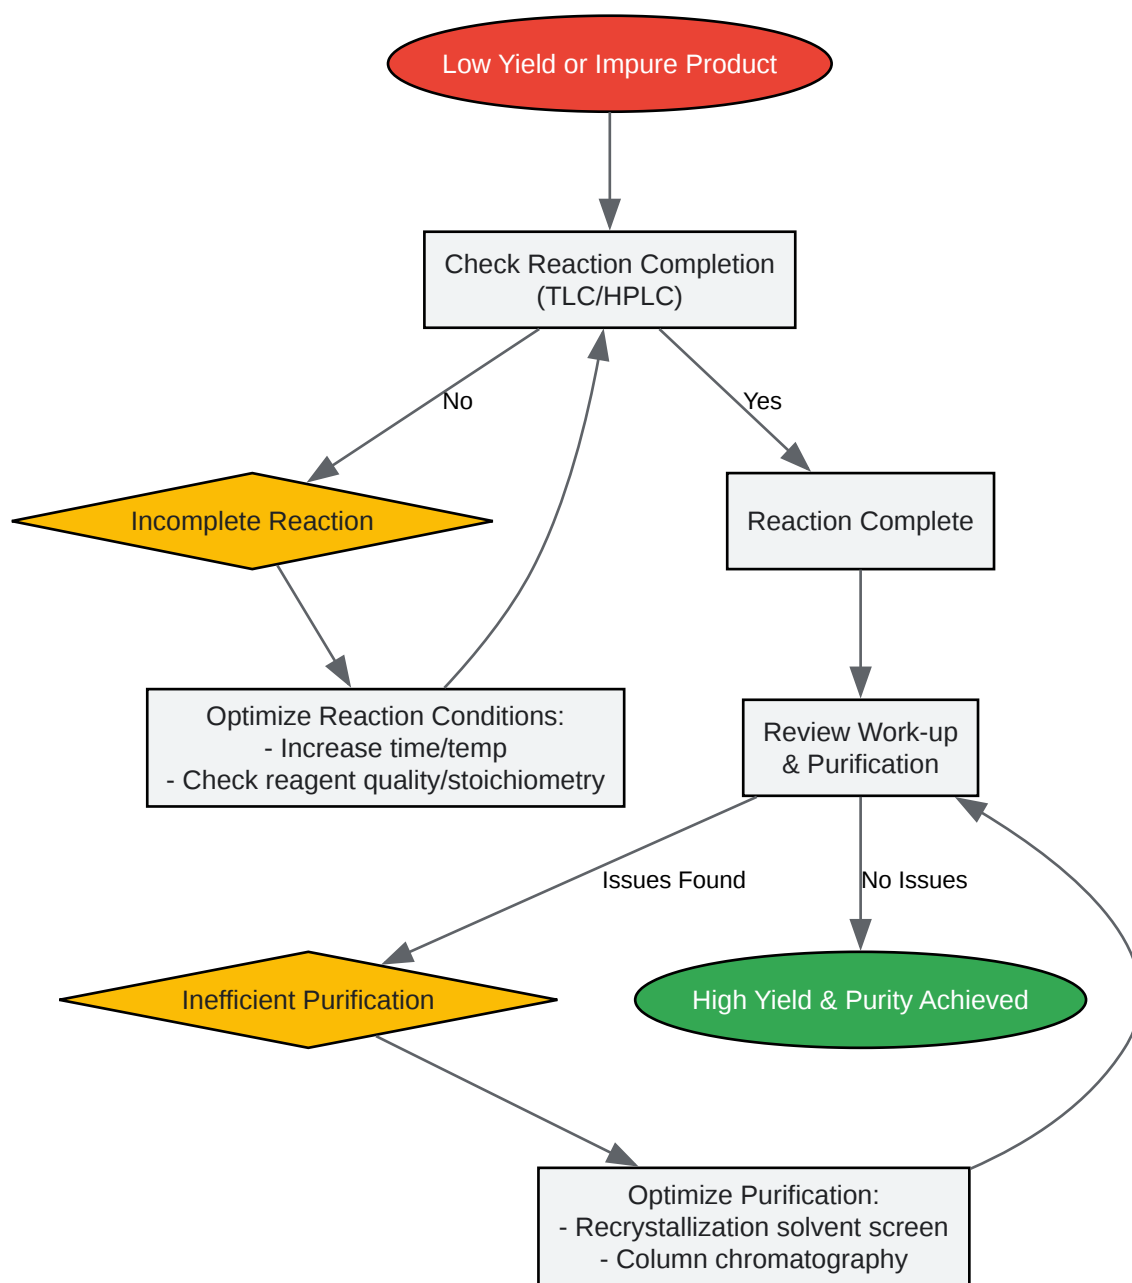 Low Yield or Impure Product
Check Reaction Completion
(TLC/HPLC)
No
Yes
Incomplete Reaction
Reaction Complete
Optimize Reaction Conditions:
- Increase time/temp
- Check reagent quality/stoichiometry
Review Work-up
& Purification
Issues Found
No Issues
Inefficient Purification
High Yield & Purity Achieved
Optimize Purification:
- Recrystallization solvent screen
- Column chromatography